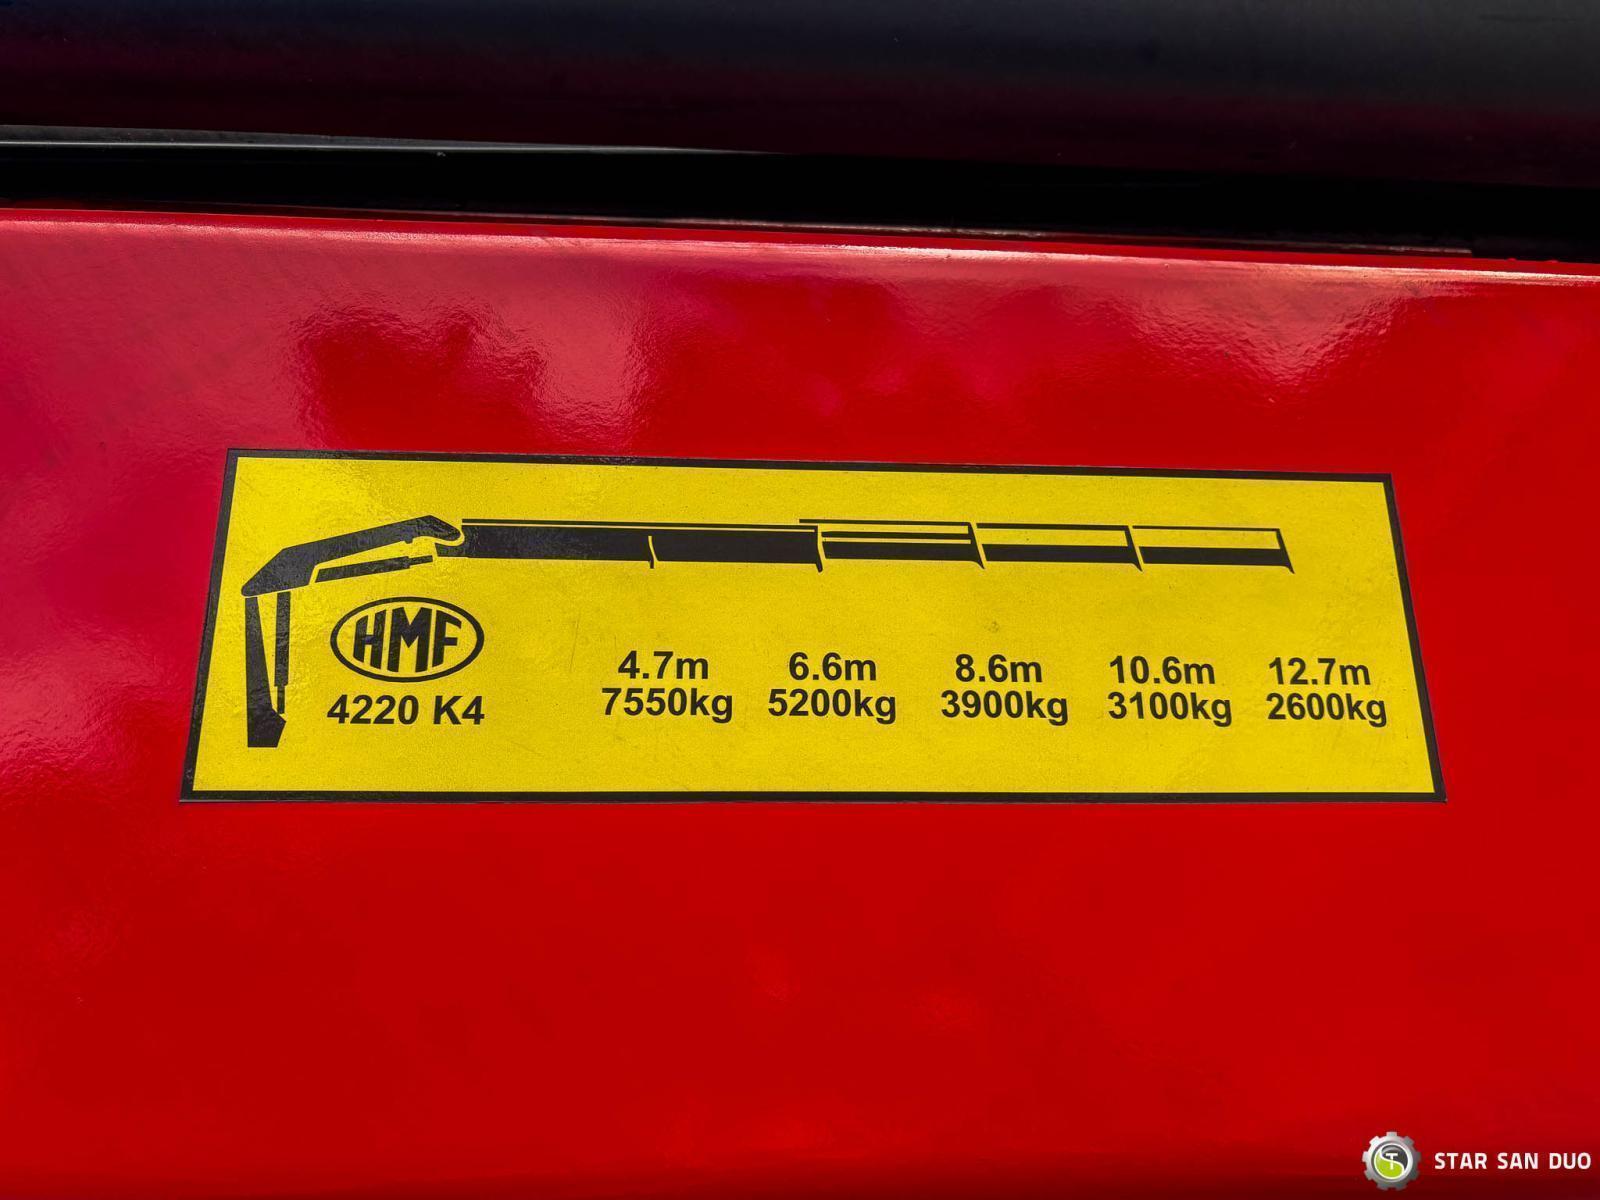 HMF
4220 K4
4.7m 6.6m 8.6m 10.6m 12.7m
7550kg 5200kg 3900kg 3100kg 2600kg
STAR SAN DUO